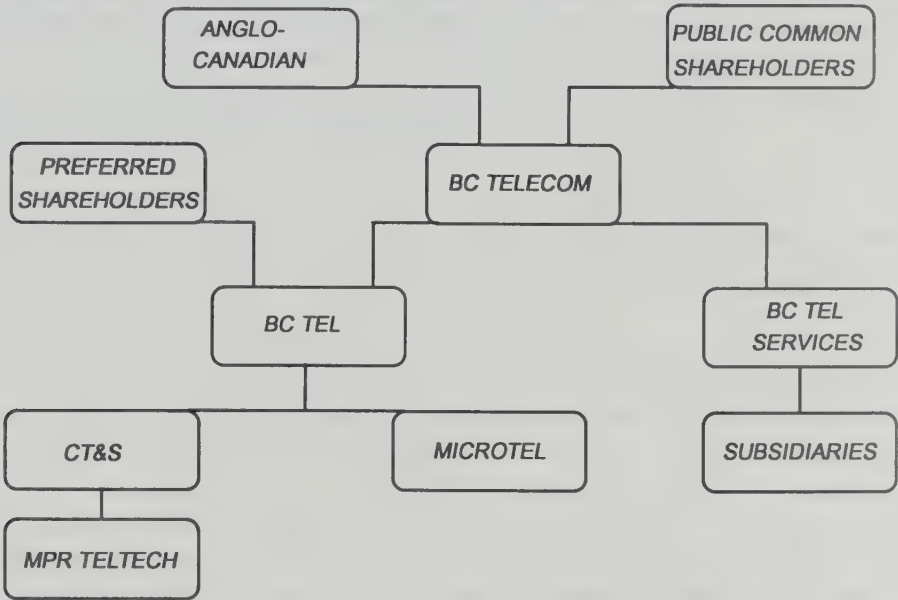 ANGLO-
CANADIAN
PUBLIC COMMON
SHAREHOLDERS
PREFERRED
SHAREHOLDERS
BC TELECOM
BC TEL
BC TEL
SERVICES
CT&S
MICROTEL
SUBSIDIARIES
MPR TELTECH